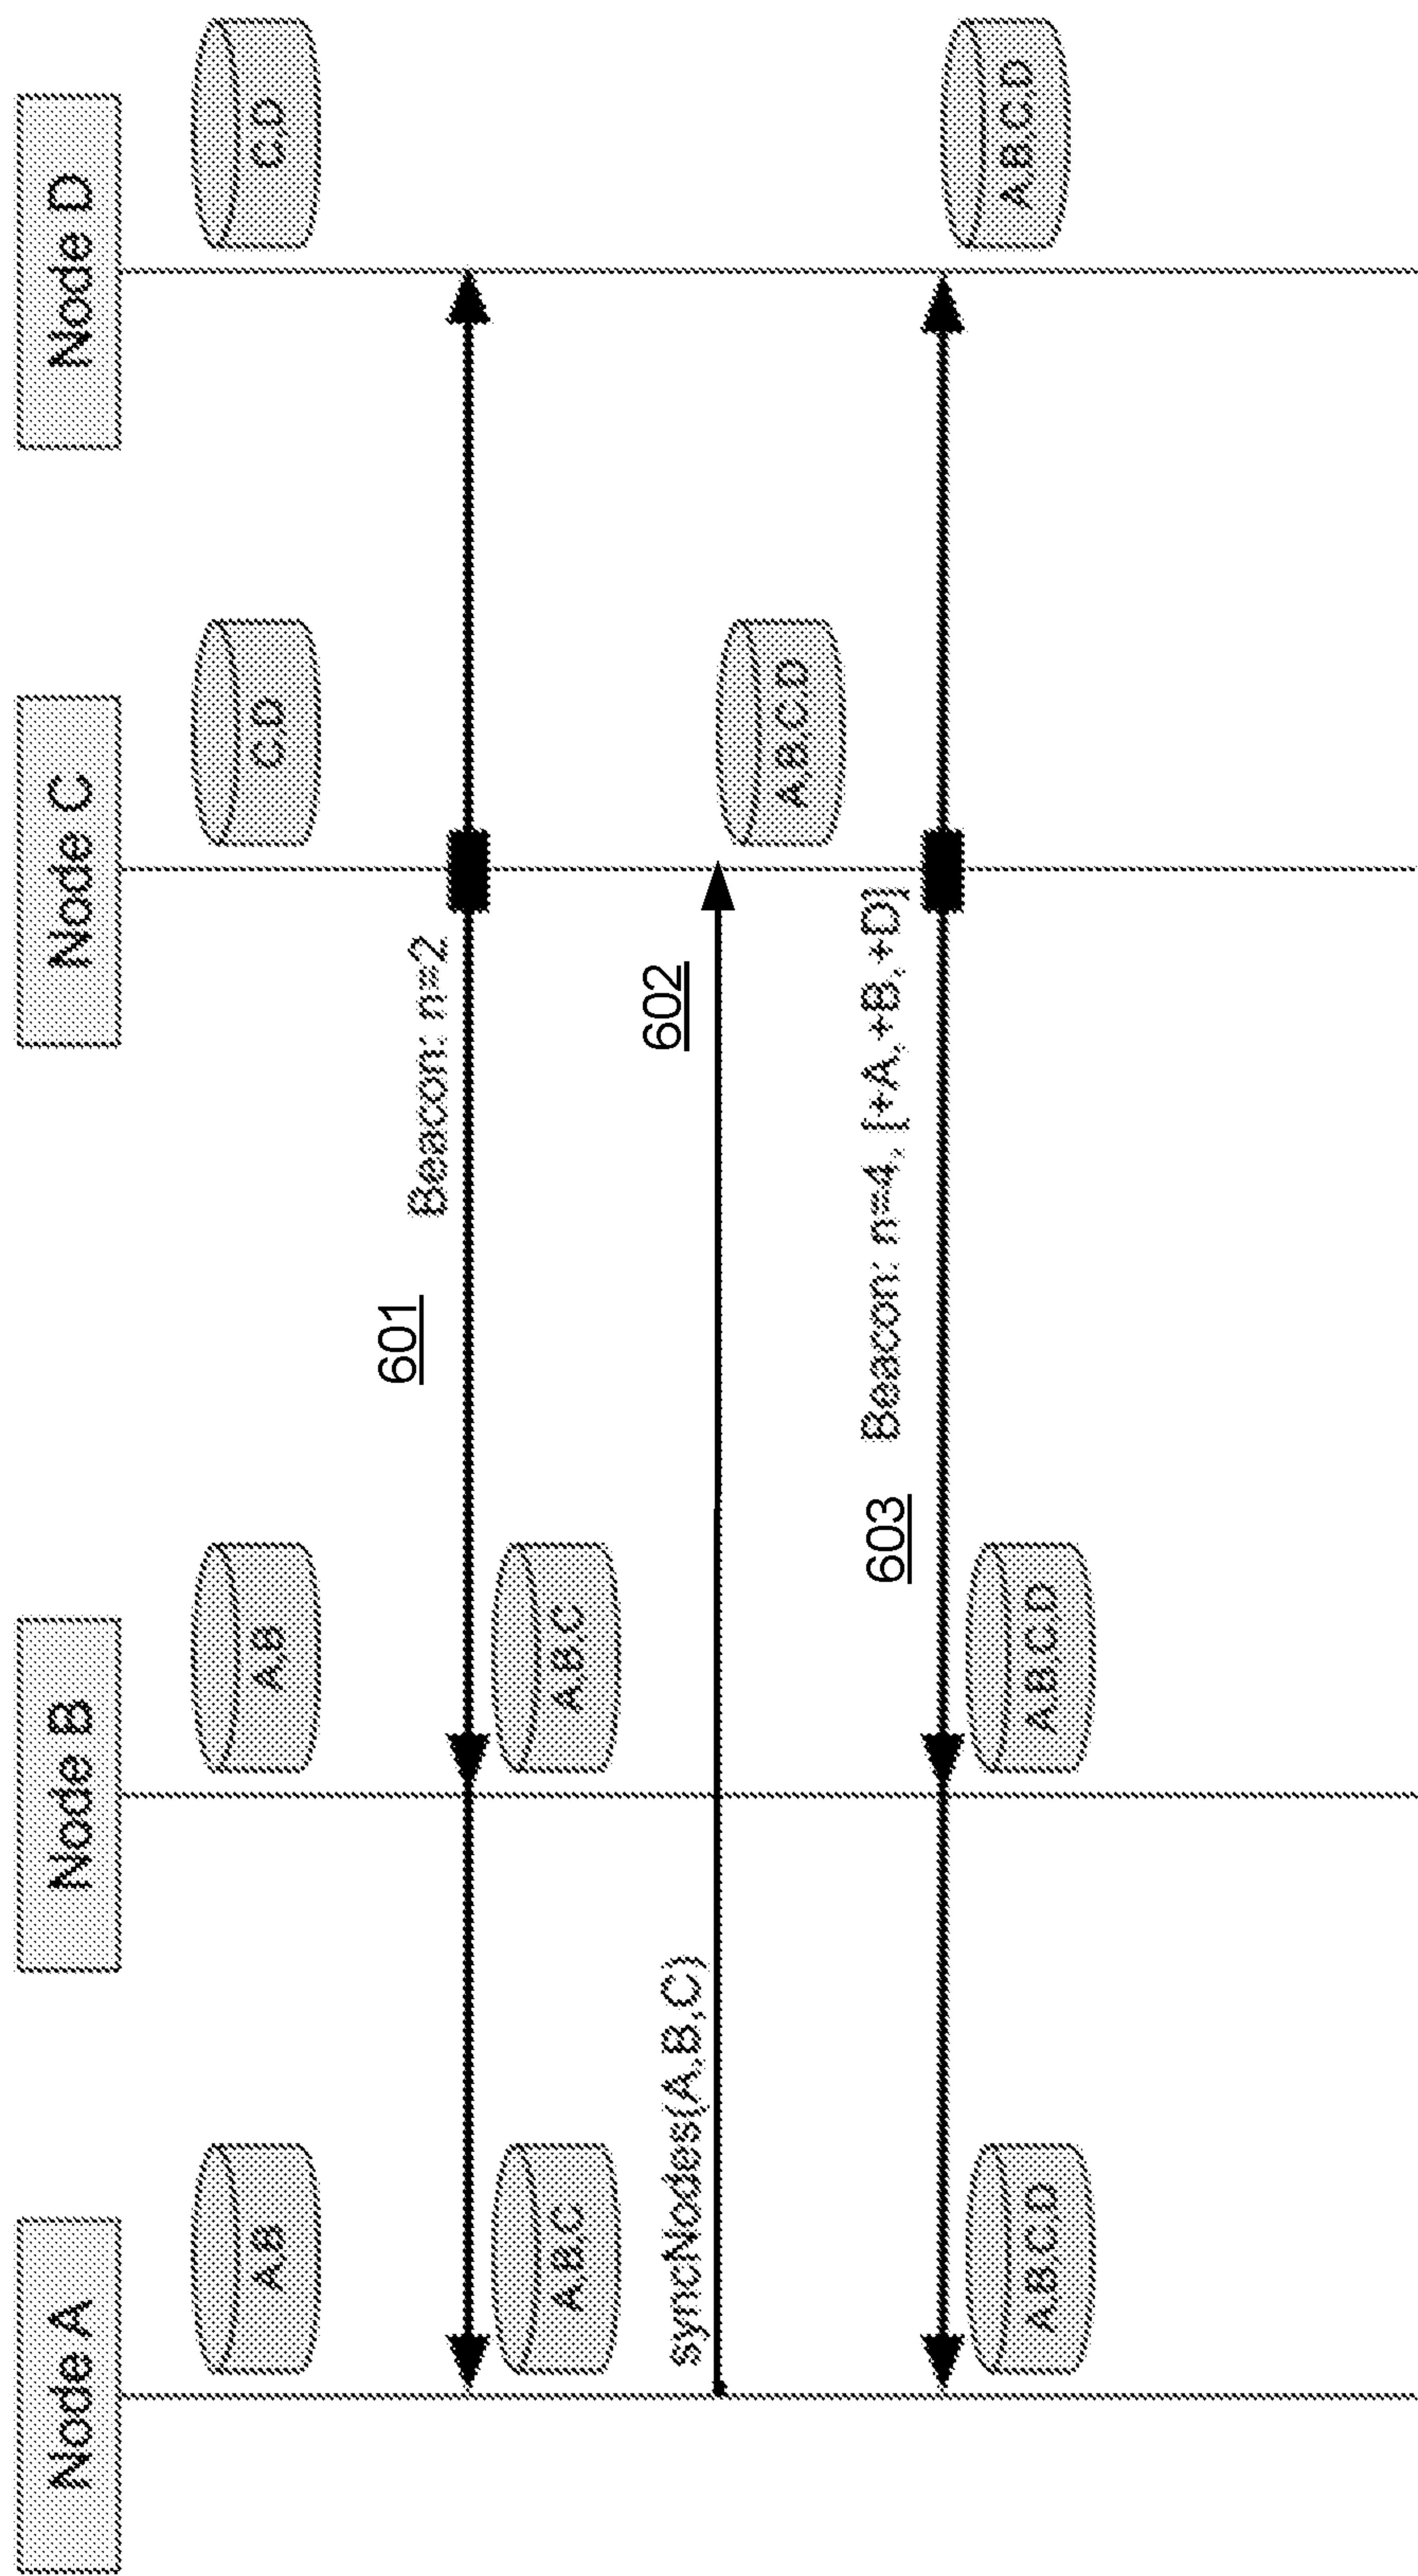 Node A
Node B
Node C
Node D
A,B
A,B
C,D
C,D
601
Beacon: n=2
A,B,C
A,B,C
syncNodes(A,B,C)
602
A,B,C,D
603
Beacon: n=4, [+A,+B,+D]
A,B,C,D
A,B,C,D
A,B,C,D